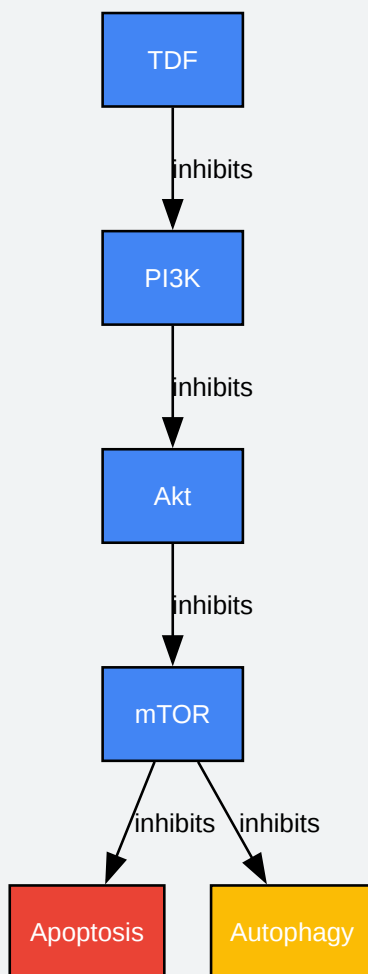 TDF
inhibits
PI3K
inhibits
Akt
inhibits
mTOR
inhibits inhibits
Apoptosis Autophagy